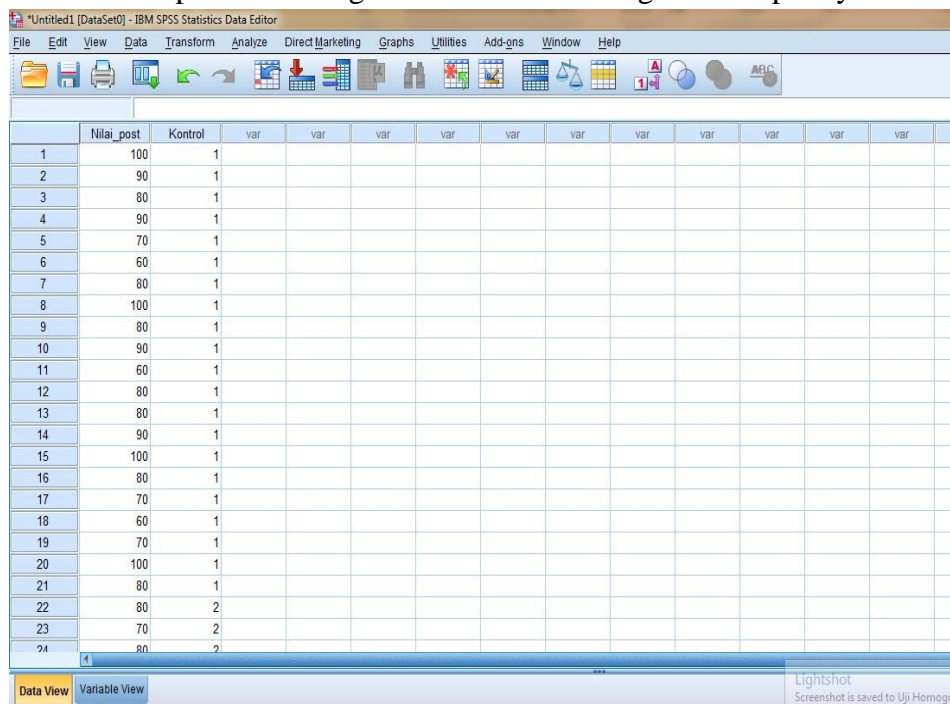 *Untitled1 [DataSet0] - IBM SPSS Statistics Data Editor
File Edit View Data Transform Analyze Direct Marketing Graphs Utilities Add-ons Window Help
Nilai_post Kontrol var var var var var var var var var var var
1 100 1
2 90 1
3 80 1
4 90 1
5 70 1
6 60 1
7 80 1
8 100 1
9 80 1
10 90 1
11 60 1
12 80 1
13 80 1
14 90 1
15 100 1
16 80 1
17 70 1
18 60 1
19 70 1
20 100 1
21 80 1
22 80 2
23 70 2
24 80 2
Data View Variable View
Lightshot
Screenshot is saved to Uji Homog